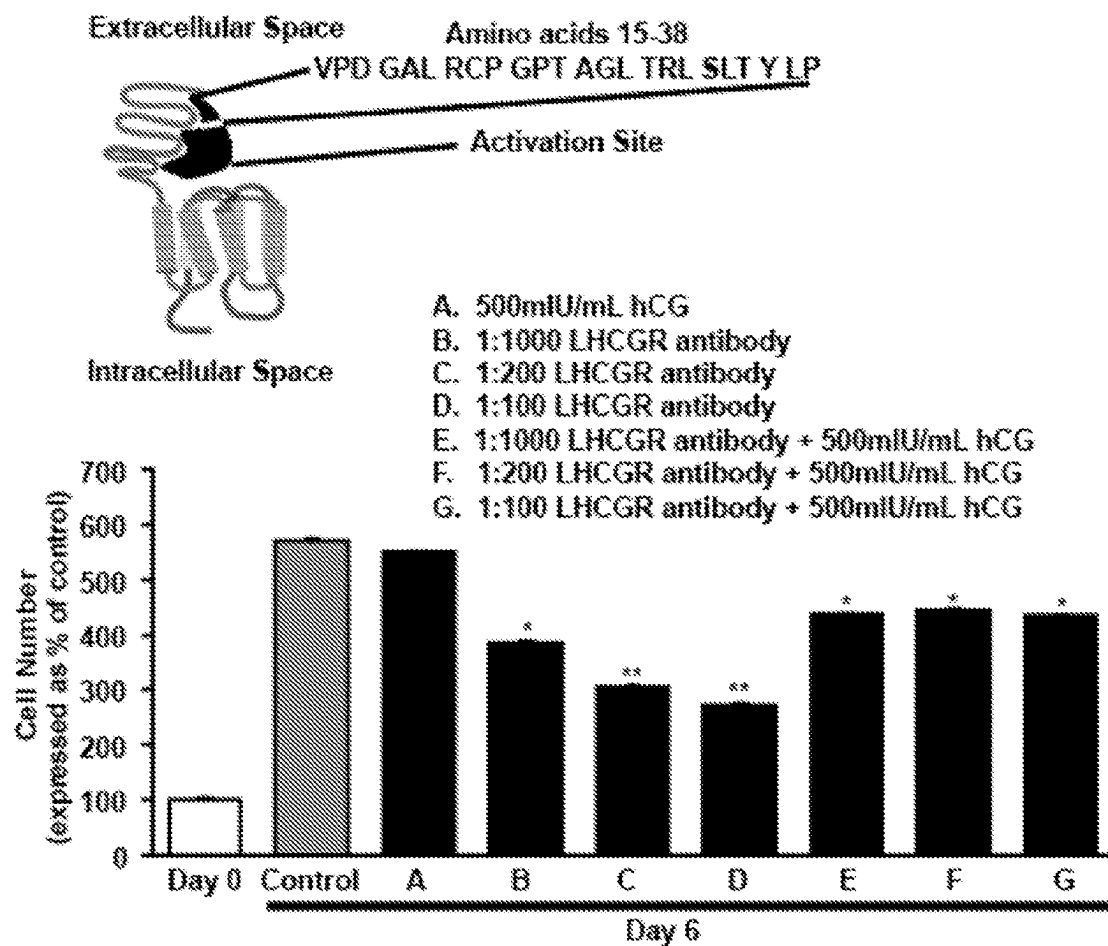 Extracellular Space
Amino acids 15-38
VPD GAL RCP GPT AGL TRL SLT Y LP
Activation Site
Intracellular Space
A. 500mIU/mL hCG
B. 1:1000 LHCGR antibody
C. 1:200 LHCGR antibody
D. 1:100 LHCGR antibody
E. 1:1000 LHCGR antibody + 500mIU/mL hCG
F. 1:200 LHCGR antibody + 500mIU/mL hCG
G. 1:100 LHCGR antibody + 500mIU/mL hCG
Cell Number
(expressed as % of control)
700
600
500
400
300
200
100
0
* ** ** * * *
Day 0 Control A B C D E F G
Day 6